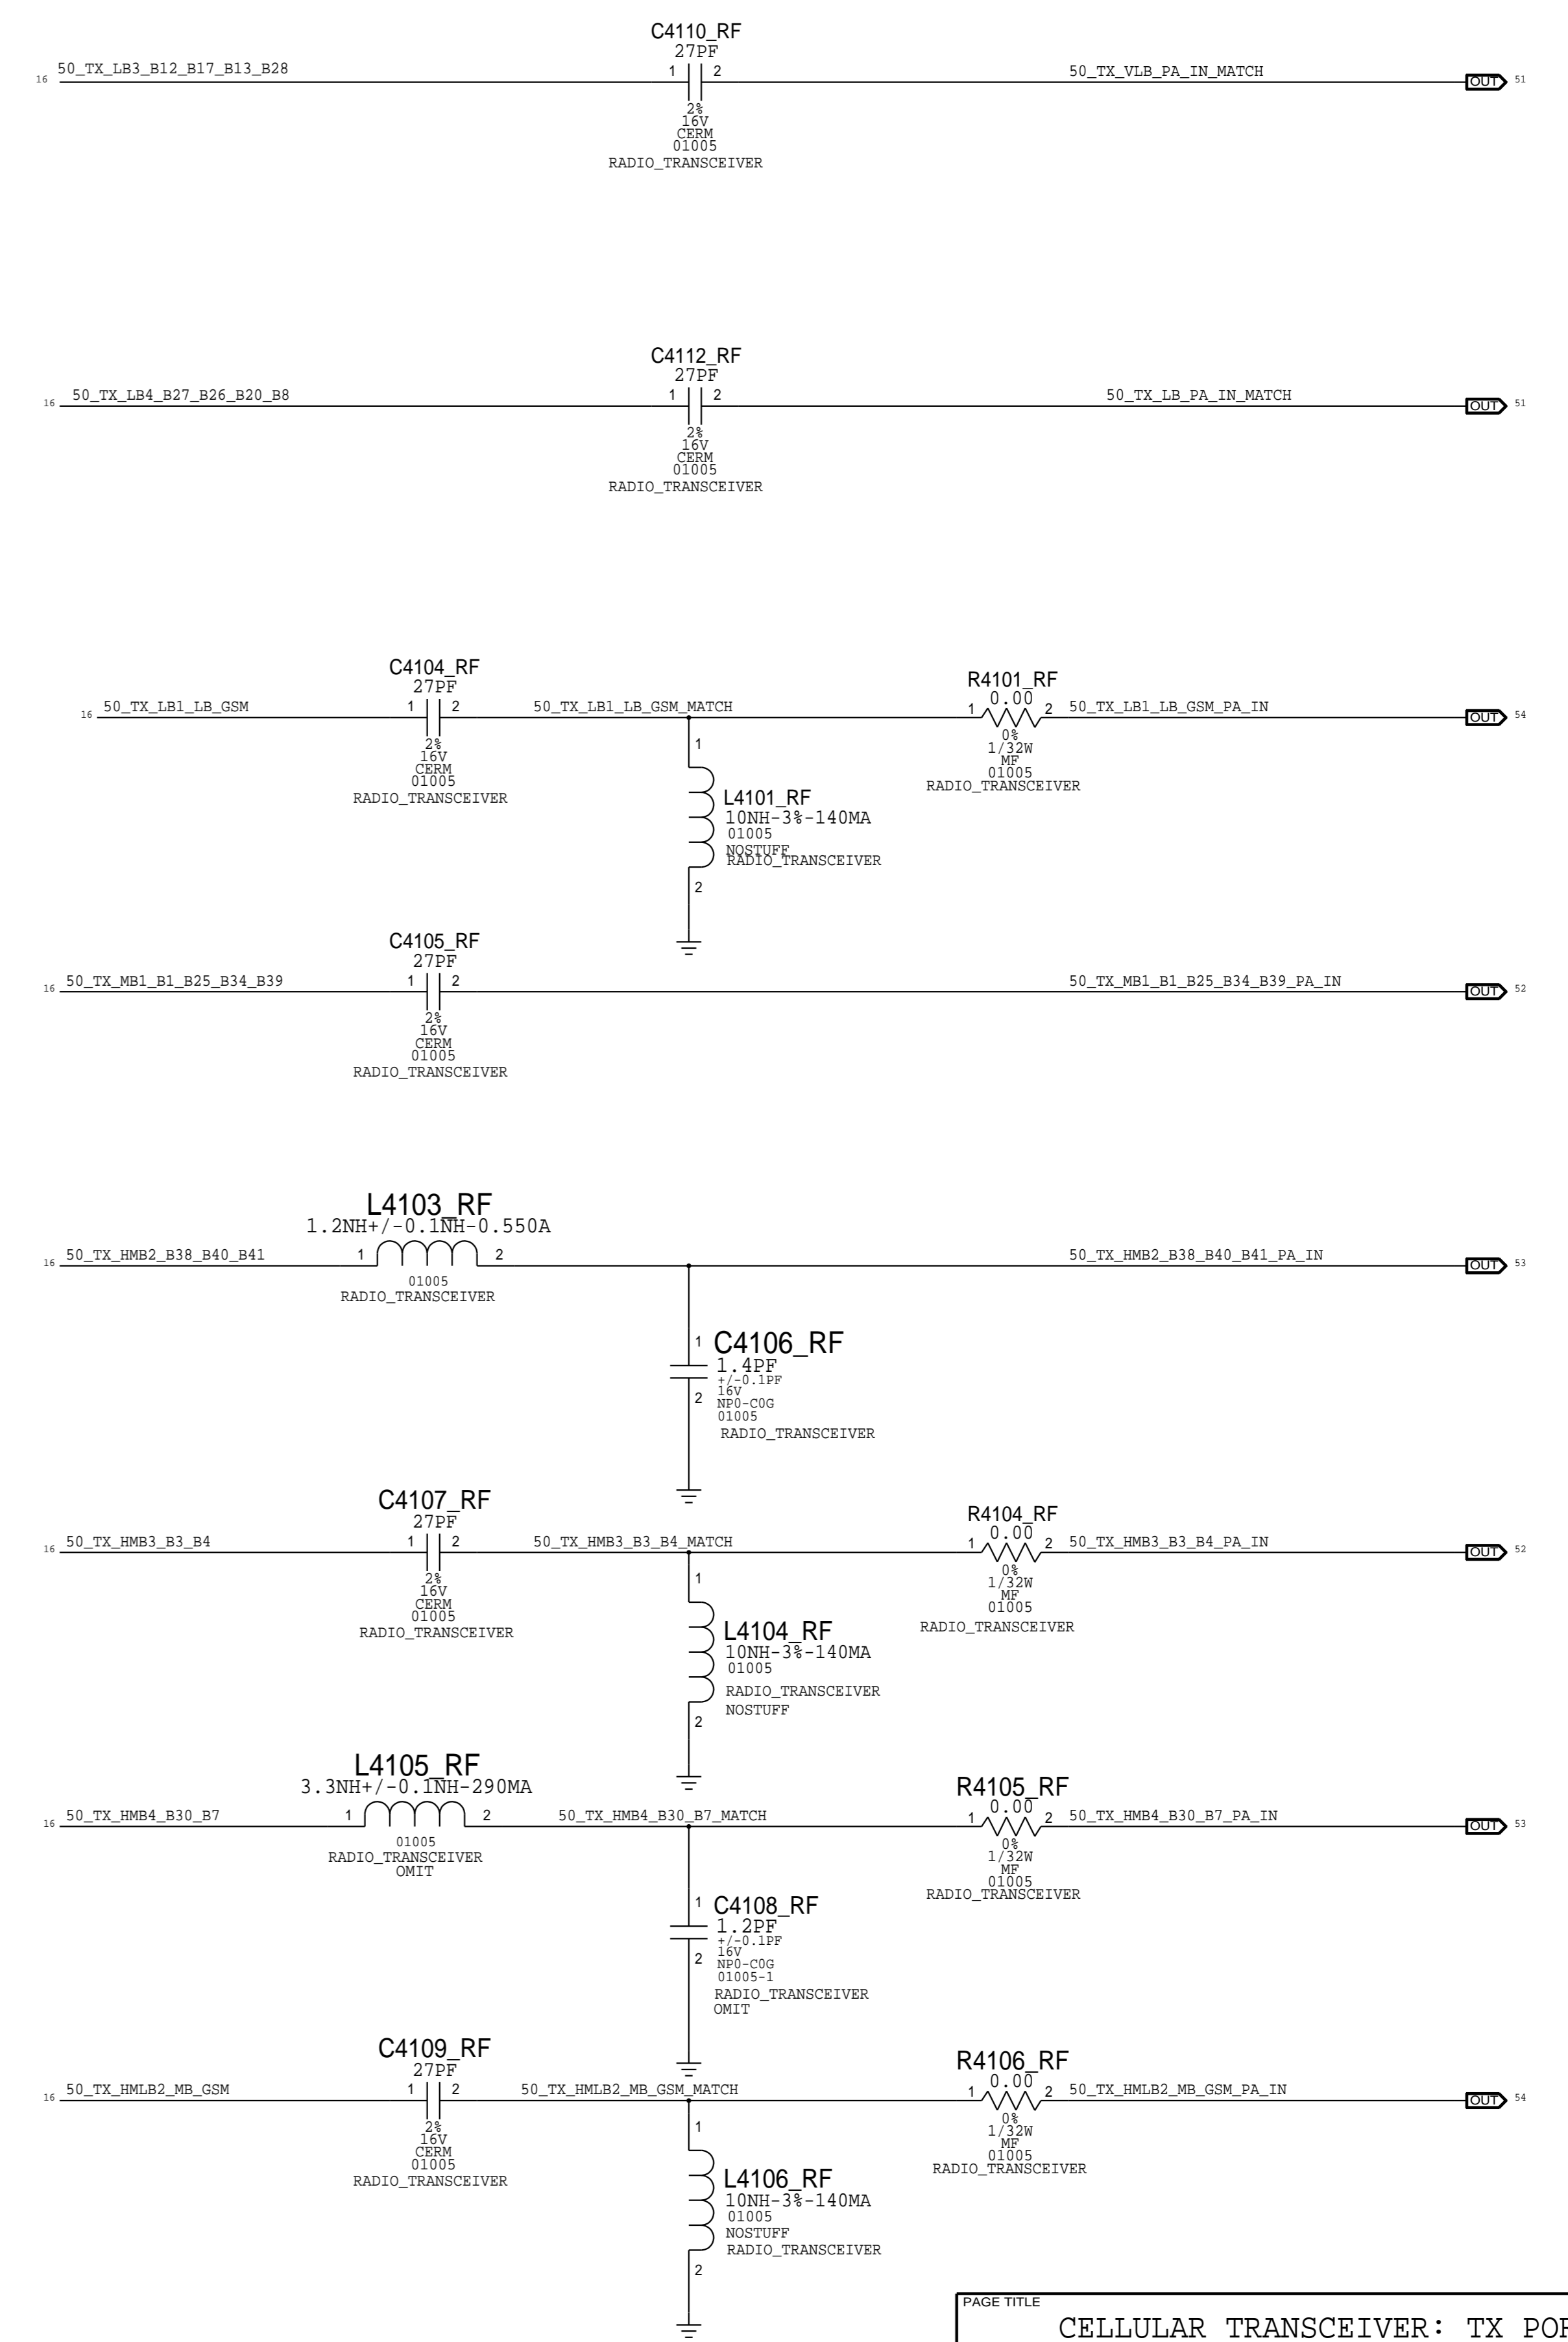 C4110_RF
27PF
16 50_TX_LB3_B12_B17_B13_B28 1 2 50_TX_VLB_PA_IN_MATCH OUT 51
2%
16V
CERM
01005
RADIO_TRANSCEIVER
C4112_RF
27PF
16 50_TX_LB4_B27_B26_B20_B8 1 2 50_TX_LB_PA_IN_MATCH OUT 51
2%
16V
CERM
01005
RADIO_TRANSCEIVER
C4104_RF
27PF
R4101_RF
0.00
16 50_TX_LB1_LB_GSM 1 2 50_TX_LB1_LB_GSM_MATCH 1 2 50_TX_LB1_LB_GSM_PA_IN OUT 54
2%
16V
CERM
01005
RADIO_TRANSCEIVER
0%
1/32W
MF
01005
RADIO_TRANSCEIVER
1
L4101_RF
10NH-3%-140MA
01005
NOSTUFF
RADIO_TRANSCEIVER
2
C4105_RF
27PF
16 50_TX_MB1_B1_B25_B34_B39 1 2 50_TX_MB1_B1_B25_B34_B39_PA_IN OUT 52
2%
16V
CERM
01005
RADIO_TRANSCEIVER
L4103_RF
1.2NH+/-0.1NH-0.550A
16 50_TX_HMB2_B38_B40_B41 1 2 50_TX_HMB2_B38_B40_B41_PA_IN OUT 53
01005
RADIO_TRANSCEIVER
1
C4106_RF
1.4PF
+/-0.1PF
16V
2
NP0-C0G
01005
RADIO_TRANSCEIVER
C4107_RF
27PF
R4104_RF
0.00
16 50_TX_HMB3_B3_B4 1 2 50_TX_HMB3_B3_B4_MATCH 1 2 50_TX_HMB3_B3_B4_PA_IN OUT 52
2%
16V
CERM
01005
RADIO_TRANSCEIVER
0%
1/32W
MF
01005
RADIO_TRANSCEIVER
1
L4104_RF
10NH-3%-140MA
01005
RADIO_TRANSCEIVER
NOSTUFF
2
L4105_RF
3.3NH+/-0.1NH-290MA
R4105_RF
0.00
16 50_TX_HMB4_B30_B7 1 2 50_TX_HMB4_B30_B7_MATCH 1 2 50_TX_HMB4_B30_B7_PA_IN OUT 53
01005
RADIO_TRANSCEIVER
OMIT
0%
1/32W
MF
01005
RADIO_TRANSCEIVER
1
C4108_RF
1.2PF
+/-0.1PF
16V
2
NP0-C0G
01005-1
RADIO_TRANSCEIVER
OMIT
C4109_RF
27PF
R4106_RF
0.00
16 50_TX_HMLB2_MB_GSM 1 2 50_TX_HMLB2_MB_GSM_MATCH 1 2 50_TX_HMLB2_MB_GSM_PA_IN OUT 54
2%
16V
CERM
01005
RADIO_TRANSCEIVER
0%
1/32W
MF
01005
RADIO_TRANSCEIVER
1
L4106_RF
10NH-3%-140MA
01005
NOSTUFF
RADIO_TRANSCEIVER
2
PAGE TITLE
CELLULAR TRANSCEIVER: TX